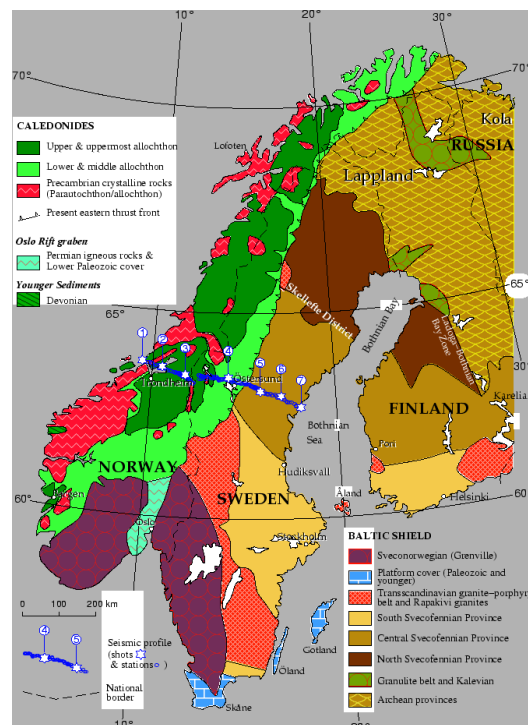 10°
20°
30°
70°
70°
Kola
RUSSIA
CALEDONIDES
Upper & uppermost allochthon
Lower & middle allochthon
Precambrian crystalline rocks
(Parautochton/allochton)
Present eastern thrust front
Oslo Rift graben
Permian igneous rocks &
Lower Paleozoic cover
Younger Sediments
Devonian
Lofoten
Lappland
65°
65°
Skellefte District
Bothnian Bay
Ladoga-Bothnian
Bay Zone
1
2
3
4
5
6
7
Trondheim
Östersund
Karelia
FINLAND
Bothnian
Sea
Pori
Hudiksvall
NORWAY
SWEDEN
60°
60°
Åland
Helsinki
Oslo
Stockholm
0 100
200 km
4
5
Seismic profile
(shots
& stations )
National
border
Gotland
Öland
Skåne
10°
20°
BALTIC SHIELD
Sveconorwegian (Grenville)
Platform cover (Paleozoic and
younger)
Transscandinavian granite-porphyry
belt and Rapakivi granites
South Svecofennian Province
Central Svecofennian Province
North Svecofennian Province
Granulite belt and Kalevian
Archean provinces